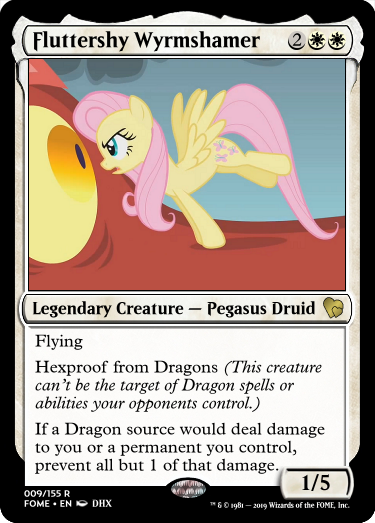 Fluttershy Wyrmshamer 2
Legendary Creature — Pegasus Druid
Flying
Hexproof from Dragons (This creature
can't be the target of Dragon spells or
abilities your opponents control.)
If a Dragon source would deal damage
to you or a permanent you control,
prevent all but 1 of that damage.
1/5
009/155 R
FOME • EN DHX
™ & © 1981 — 2019 Wizards of the FOME, Inc.